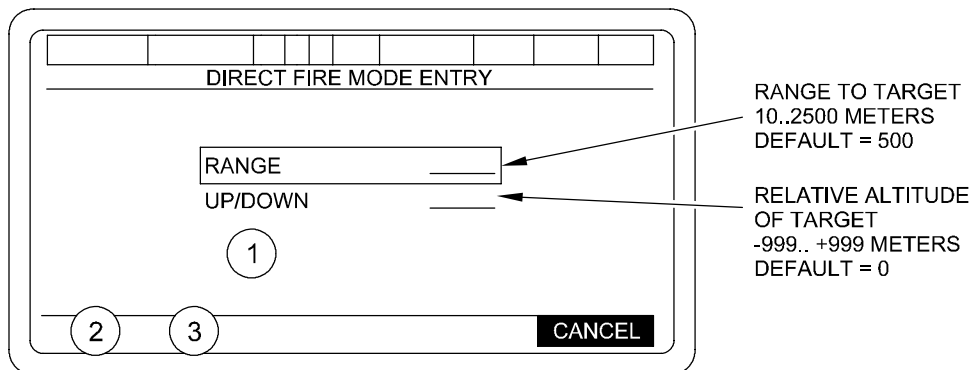 DIRECT FIRE MODE ENTRY
RANGE TO TARGET
10..2500 METERS
DEFAULT = 500
RANGE
UP/DOWN
RELATIVE ALTITUDE
OF TARGET
-999.. +999 METERS
DEFAULT = 0
1
2
3
CANCEL